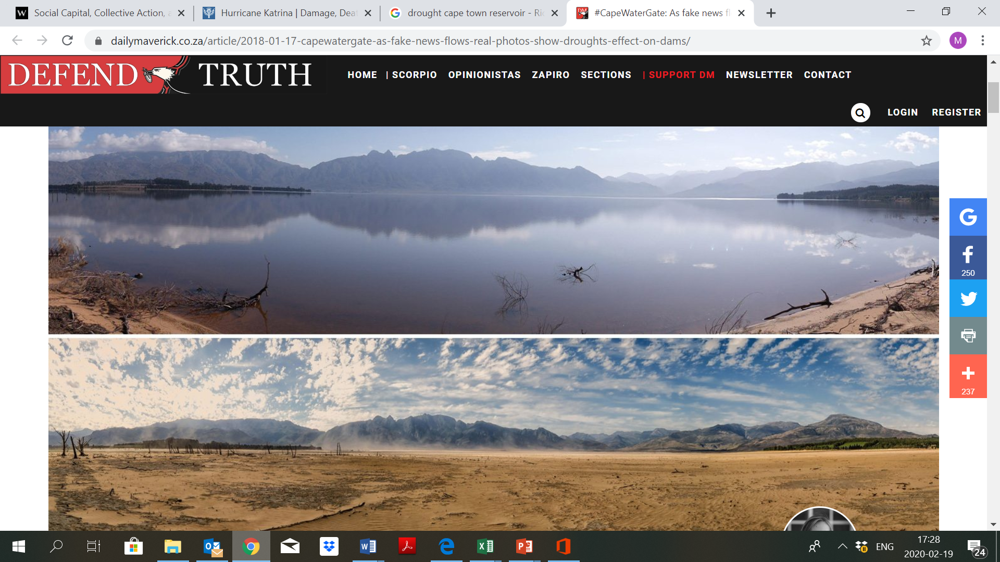 Social Capital, Collective Action, a
Hurricane Katrina | Damage, Deat
drought cape town reservoir - Ric
#CapeWaterGate: As fake news fl
dailymaverick.co.za/article/2018-01-17-capewatergate-as-fake-news-flows-real-photos-show-droughts-effect-on-dams/
M
DEFEND TRUTH
HOME | SCORPIO OPINIONISTAS ZAPIRO SECTIONS | SUPPORT DM NEWSLETTER CONTACT
LOGIN REGISTER
250
237
ENG
17:28
2020-02-19
24